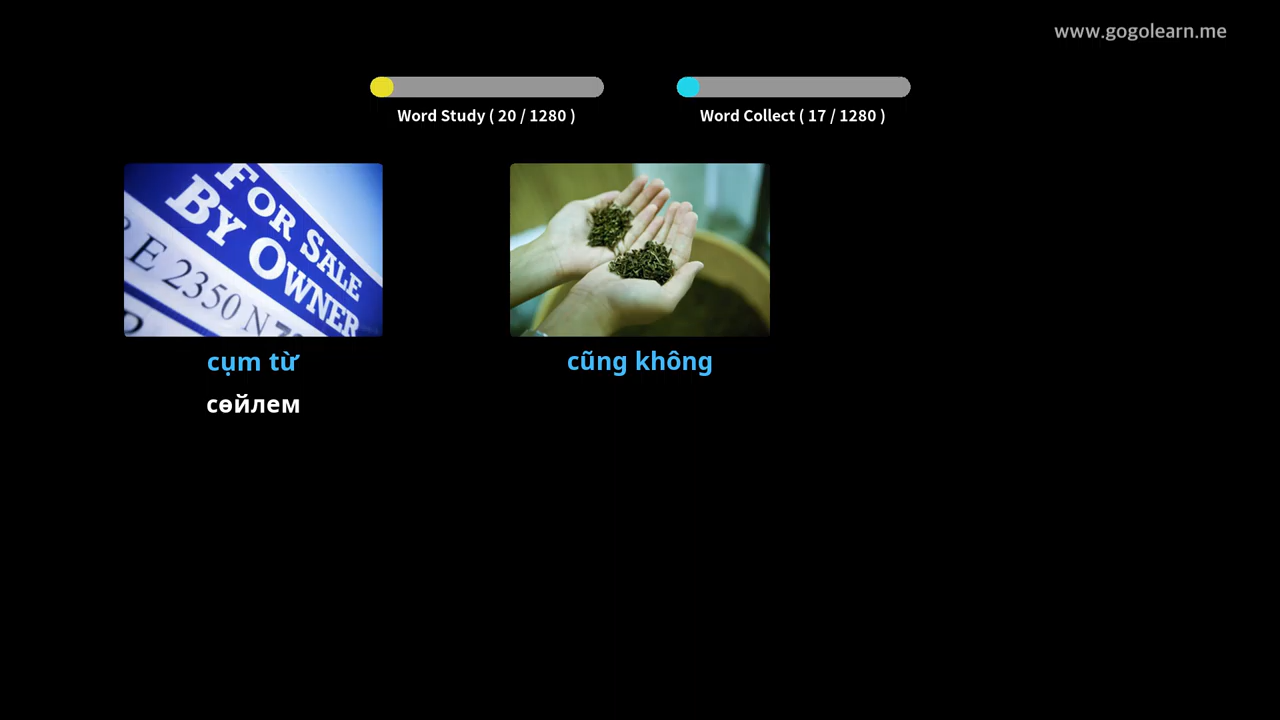 www.gogolearn.me
Word Study ( 20 / 1280 )
Word Collect ( 17 / 1280 )
FOR SALE
BY OWNER
E 2350 N
cụm từ
cũng không
сөйлем